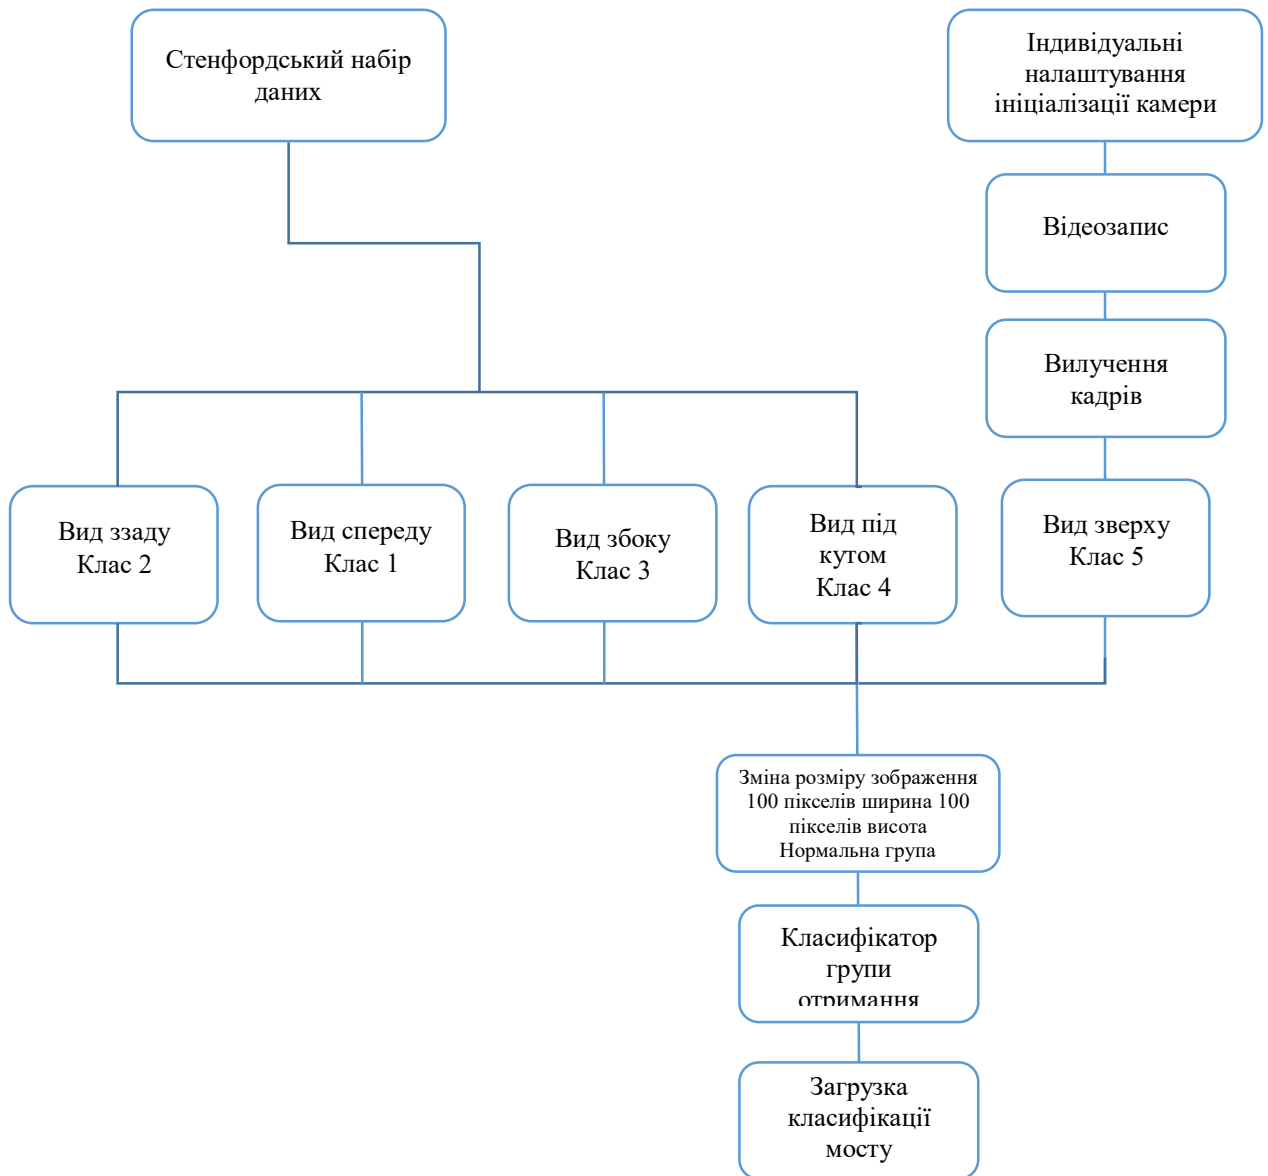 Стенфордський набір
даних
Індивідуальні
налаштування
ініціалізації камери
Відеозапис
Вилучення
кадрів
Вид ззаду
Клас 2
Вид спереду
Клас 1
Вид збоку
Клас 3
Вид під
кутом
Клас 4
Вид зверху
Клас 5
Зміна розміру зображення
100 пікселів ширина 100
пікселів висота
Нормальна група
Класифікатор
групи
отримання
Загрузка
класифікації
мосту